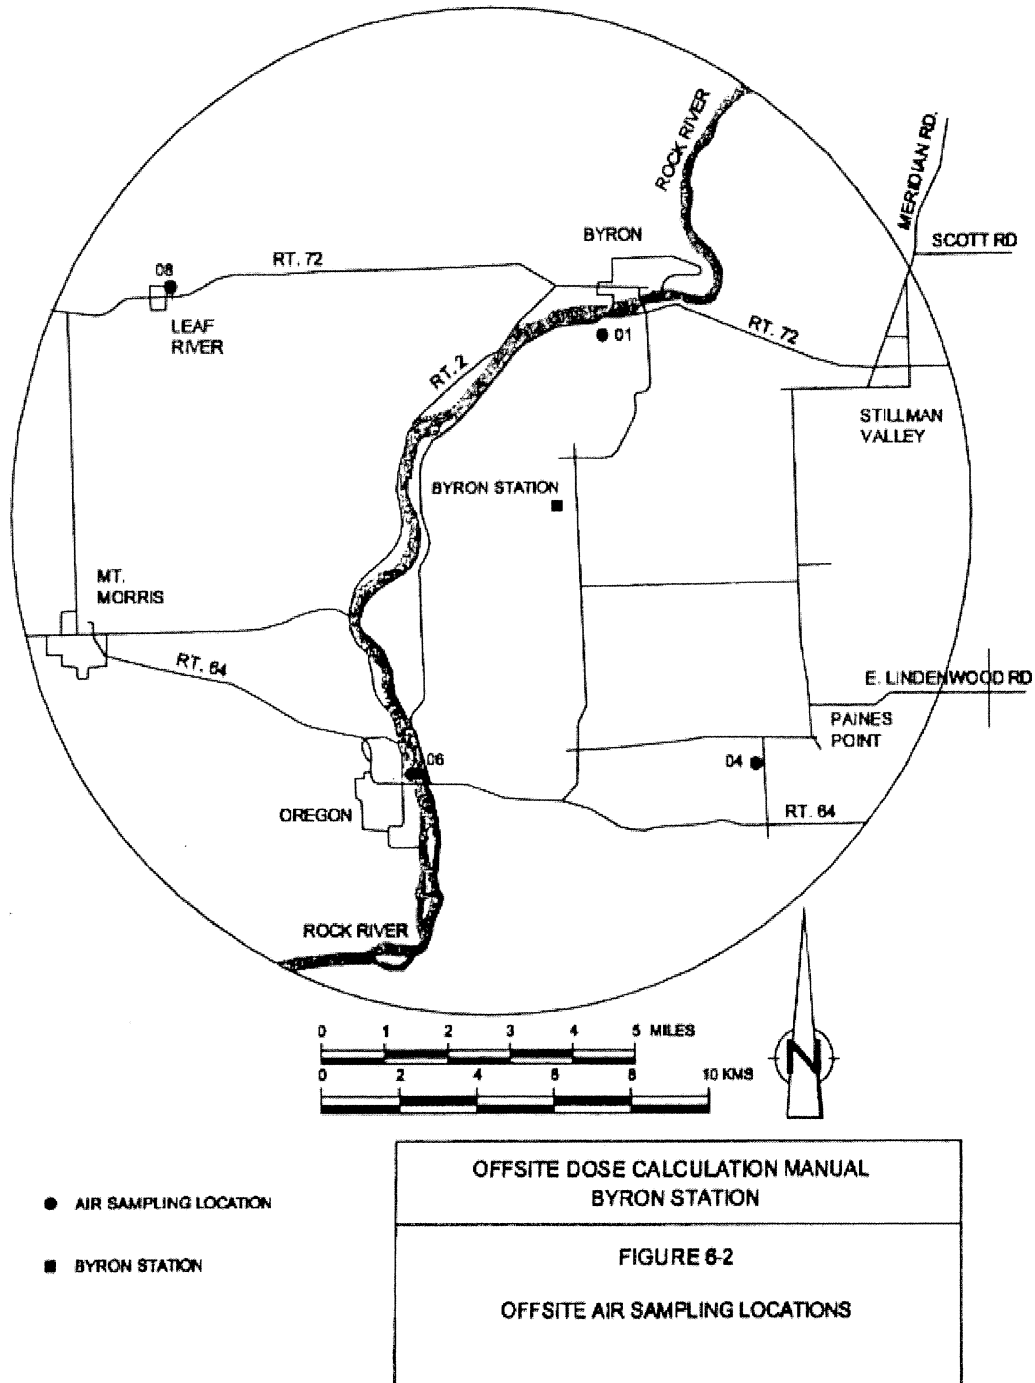 ROCK RIVER
MERIDIAN RD.
SCOTT RD
BYRON
RT. 72
08
LEAF
RIVER
01
RT. 72
RT. 2
STILLMAN
VALLEY
BYRON STATION
MT.
MORRIS
RT. 64
E. LINDENWOOD RD
PAINES
POINT
06
04
OREGON
RT. 64
ROCK RIVER
0 1 2 3 4 5 MILES
0 2 4 6 8 10 KMS
N
OFFSITE DOSE CALCULATION MANUAL
BYRON STATION
AIR SAMPLING LOCATION
BYRON STATION
FIGURE 6-2
OFFSITE AIR SAMPLING LOCATIONS